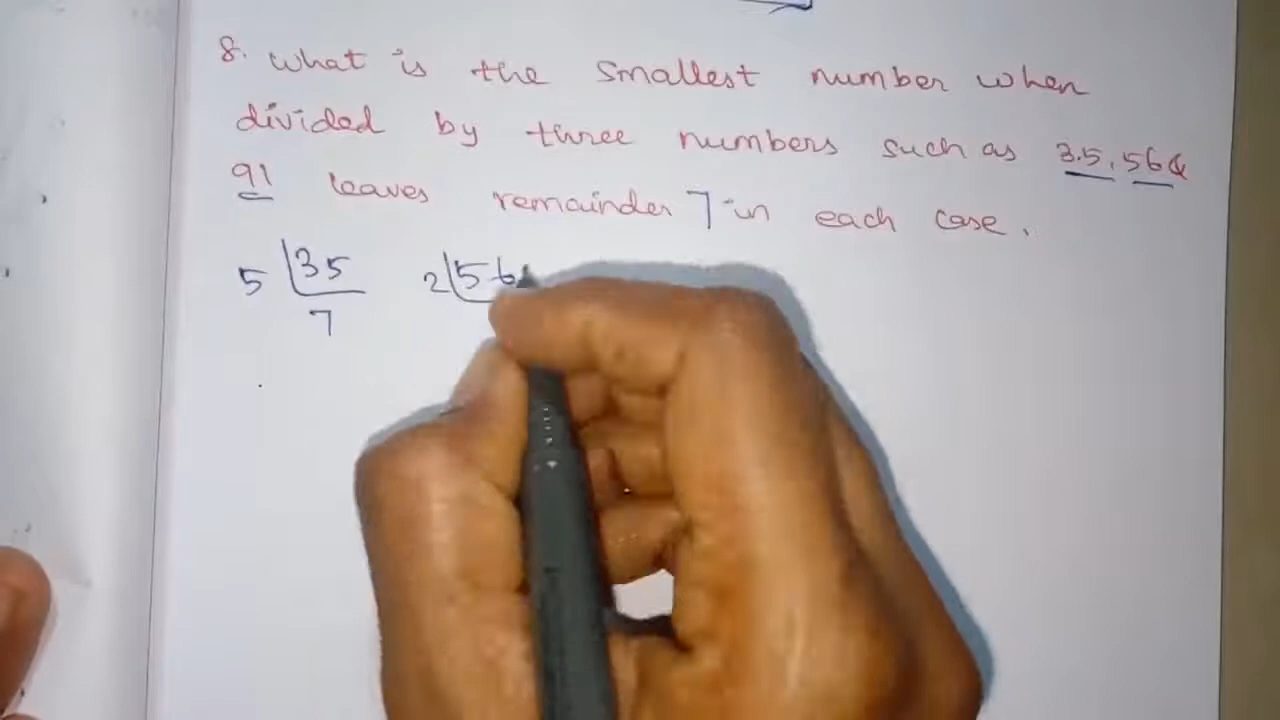 8. What is the smallest number when
divided by three numbers such as 35, 56 &
91 leaves remainder 7 in each case.
5 35 2 56
7